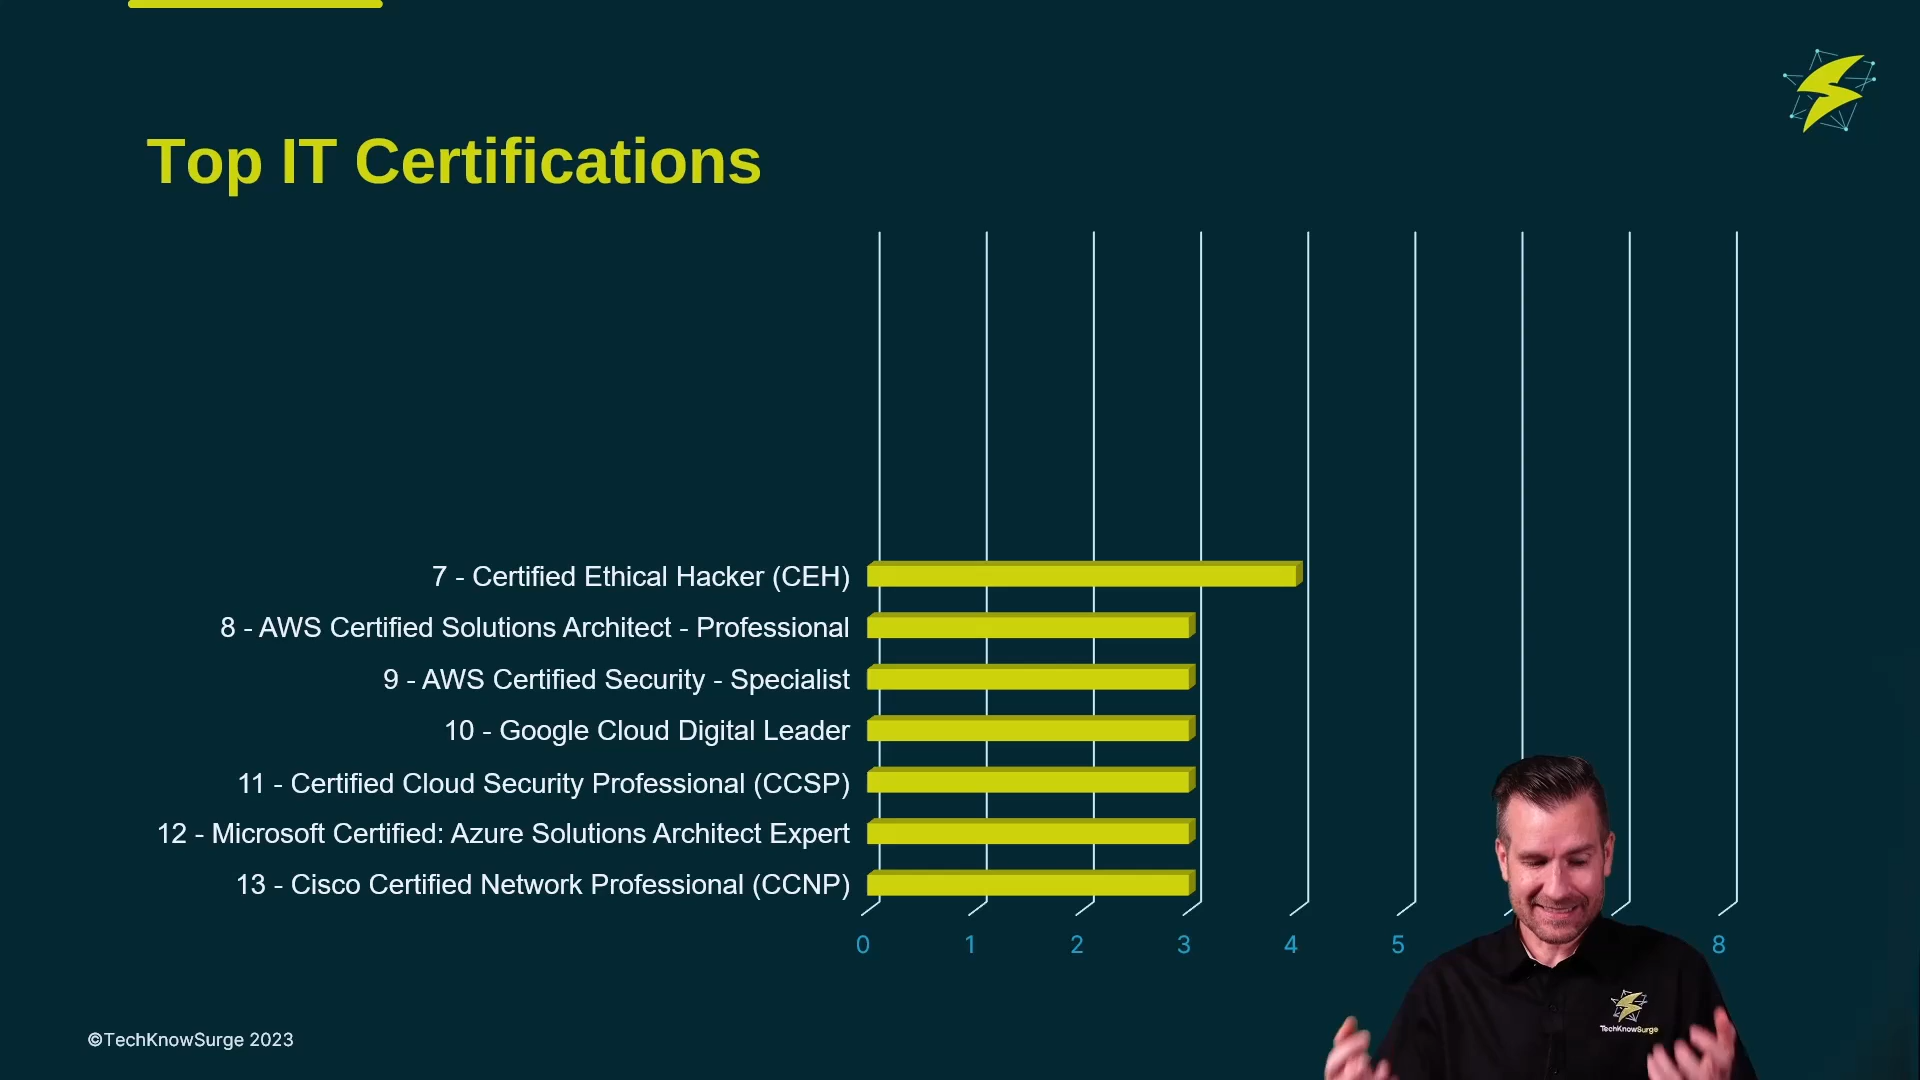 Top IT Certifications
7 - Certified Ethical Hacker (CEH)
8 - AWS Certified Solutions Architect - Professional
9 - AWS Certified Security - Specialist
10 - Google Cloud Digital Leader
11 - Certified Cloud Security Professional (CCSP)
12 - Microsoft Certified: Azure Solutions Architect Expert
13 - Cisco Certified Network Professional (CCNP)
0 1 2 3 4 5 8
TechKnowSurge
©TechKnowSurge 2023